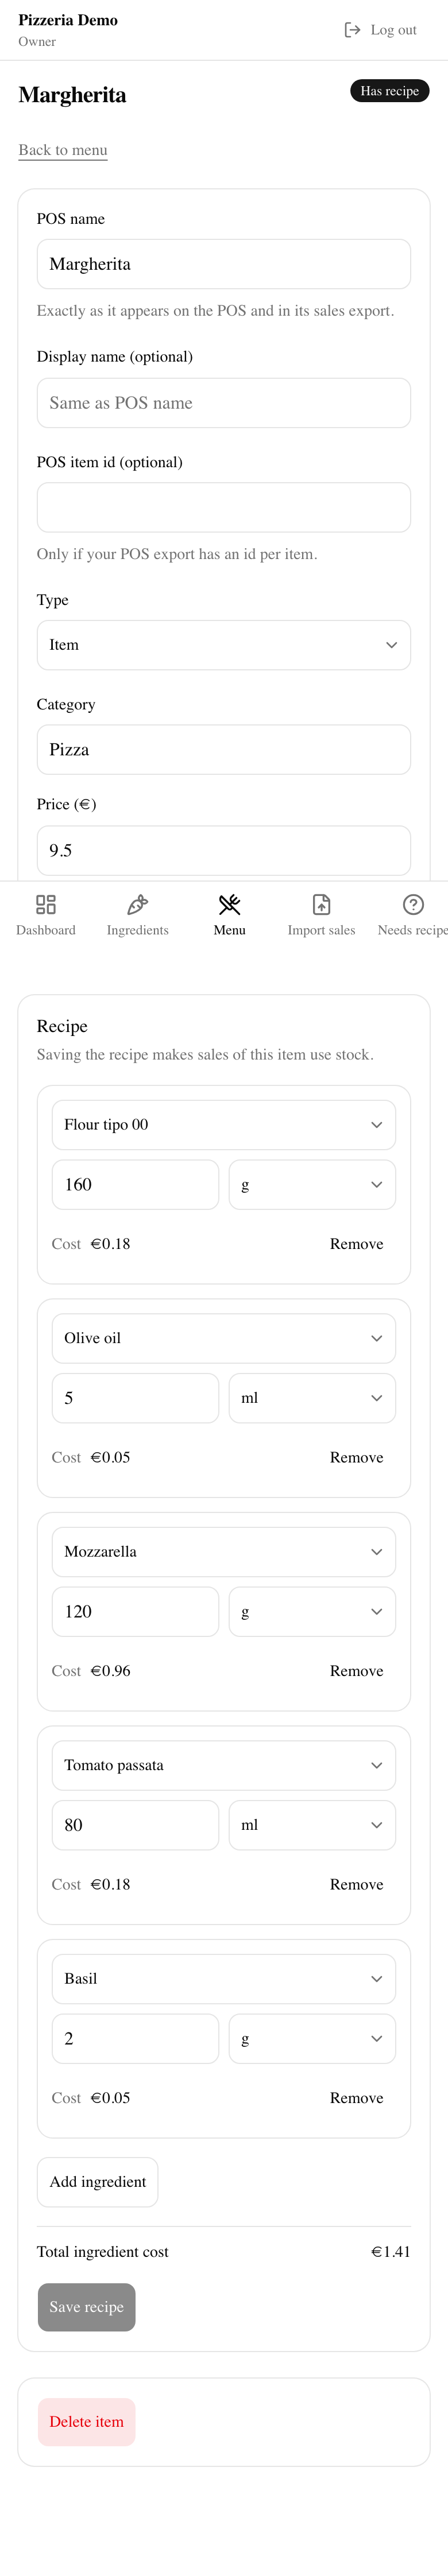 Pizzeria Demo
Owner
Log out
Margherita
Has recipe
Back to menu
POS name
Margherita
Exactly as it appears on the POS and in its sales export.
Display name (optional)
Same as POS name
POS item id (optional)
Only if your POS export has an id per item.
Type
Item
Category
Pizza
Price (€)
9.5
Dashboard
Ingredients
Menu
Import sales
Needs recipe
Recipe
Saving the recipe makes sales of this item use stock.
Flour tipo 00
160 g
Cost €0.18 Remove
Olive oil
5 ml
Cost €0.05 Remove
Mozzarella
120 g
Cost €0.96 Remove
Tomato passata
80 ml
Cost €0.18 Remove
Basil
2 g
Cost €0.05 Remove
Add ingredient
Total ingredient cost €1.41
Save recipe
Delete item